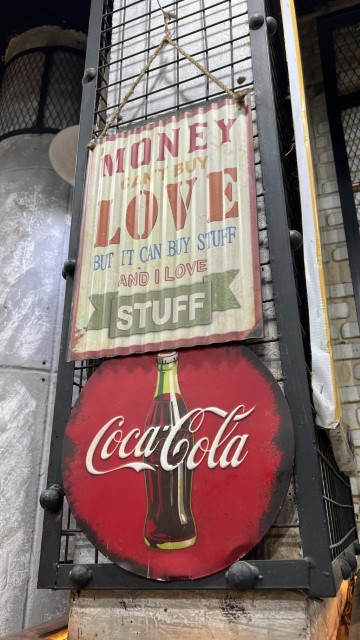 MONEY
CAN'T BUY
LOVE
BUT IT CAN BUY STUFF
AND I LOVE
STUFF
Coca-Cola